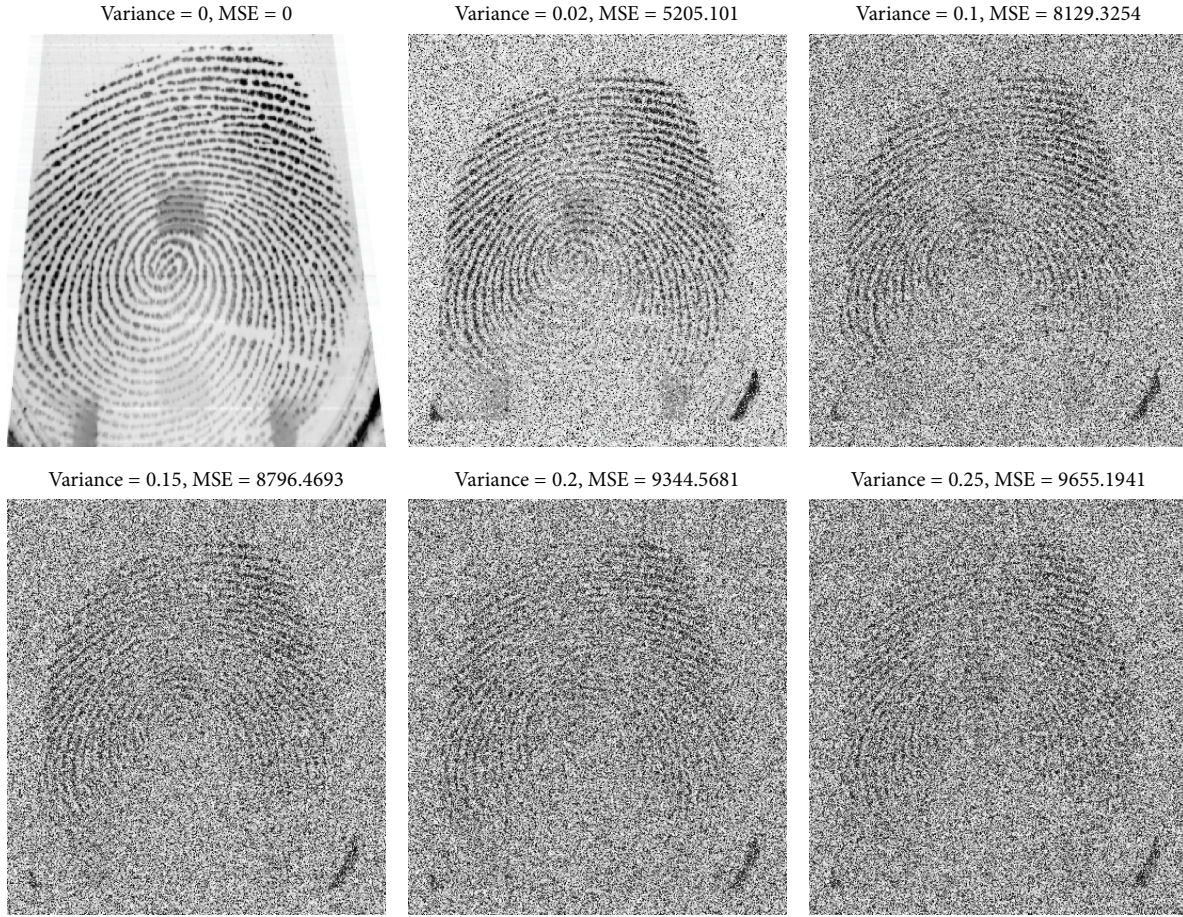 Variance = 0, MSE = 0
Variance = 0.02, MSE = 5205.101
Variance = 0.1, MSE = 8129.3254
Variance = 0.15, MSE = 8796.4693
Variance = 0.2, MSE = 9344.5681
Variance = 0.25, MSE = 9655.1941